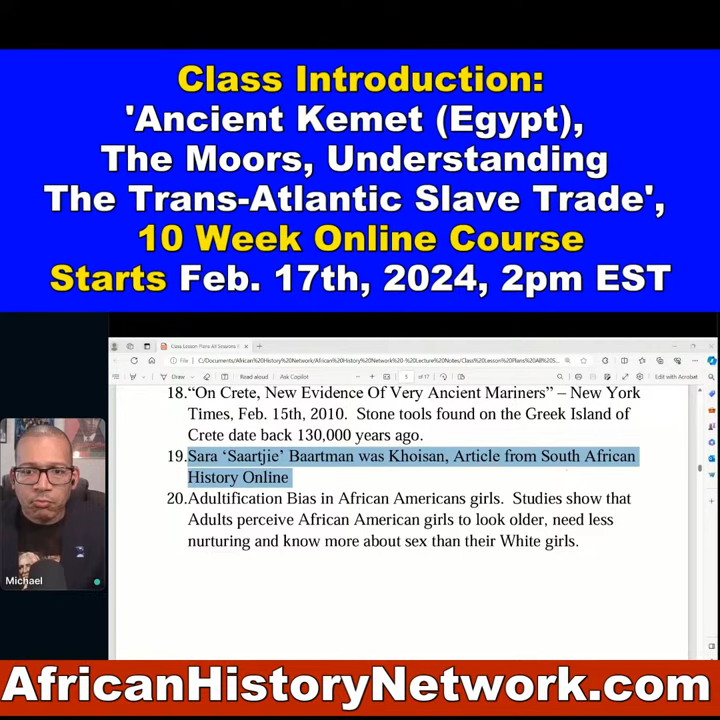 Class Introduction:
'Ancient Kemet (Egypt),
The Moors, Understanding
The Trans-Atlantic Slave Trade',
10 Week Online Course
Starts Feb. 17th, 2024, 2pm EST
Draw
Read aloud
Ask Copilot
1 of 17
Edit with Acrobat
18. “On Crete, New Evidence Of Very Ancient Mariners” – New York
Times, Feb. 15th, 2010. Stone tools found on the Greek Island of
Crete date back 130,000 years ago.
19. Sara ‘Saartjie’ Baartman was Khoisan, Article from South African
History Online
20. Adultification Bias in African Americans girls. Studies show that
Adults perceive African American girls to look older, need less
nurturing and know more about sex than their White girls.
Michael
AfricanHistoryNetwork.com